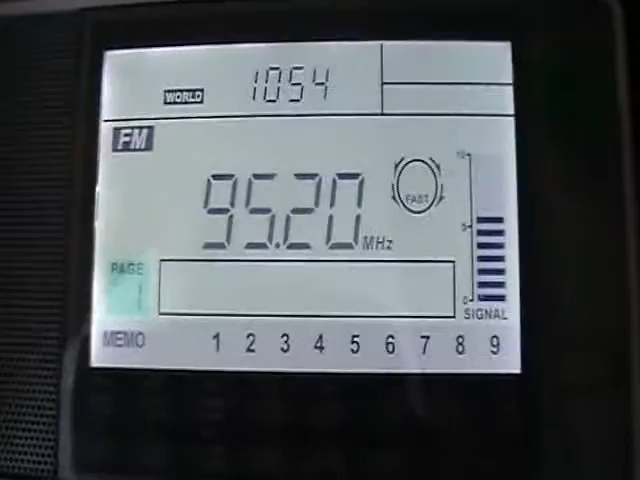 WORLD 1054
FM
10
95.20 MHz
FAST
5
PAGE
1
0
SIGNAL
MEMO 1 2 3 4 5 6 7 8 9